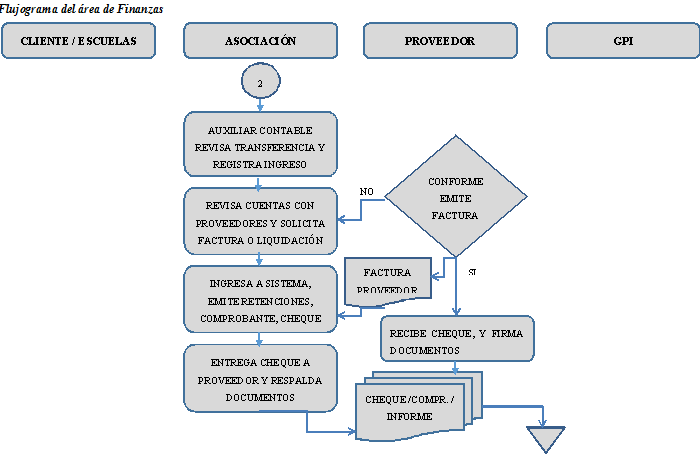 Flujograma del área de Finanzas
CLIENTE / ESCUELAS
ASOCIACIÓN
PROVEEDOR
GPI
2
AUXILIAR CONTABLE
REVISA TRANSFERENCIA Y
REGISTRA INGRESO
REVISA CUENTAS CON
PROVEEDORES Y SOLICITA
FACTURA O LIQUIDACIÓN
NO
CONFORME
EMITE
FACTURA
SI
FACTURA
PROVEEDOR
INGRESA A SISTEMA,
EMITE RETENCIONES,
COMPROBANTE, CHEQUE
RECIBE CHEQUE, Y FIRMA
DOCUMENTOS
ENTREGA CHEQUE A
PROVEEDOR Y RESPALDA
DOCUMENTOS
CHEQUE / COMPR. /
INFORME